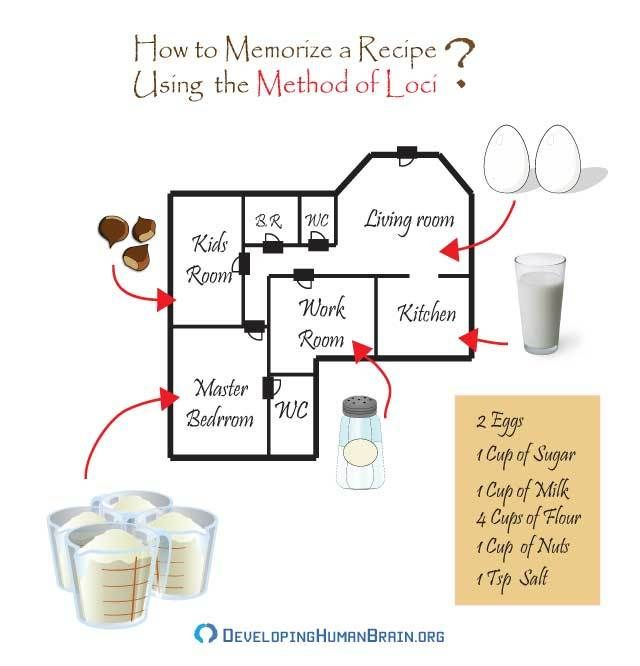 How to Memorize a Recipe ?
Using the Method of Loci
B.R
WC
Living room
Kids
Room
Work
Room
Kitchen
Master
Bedrrom
WC
2 Eggs
1 Cup of Sugar
1 Cup of Milk
4 Cups of Flour
1 Cup of Nuts
1 Tsp Salt
DEVELOPINGHUMANBRAIN.ORG